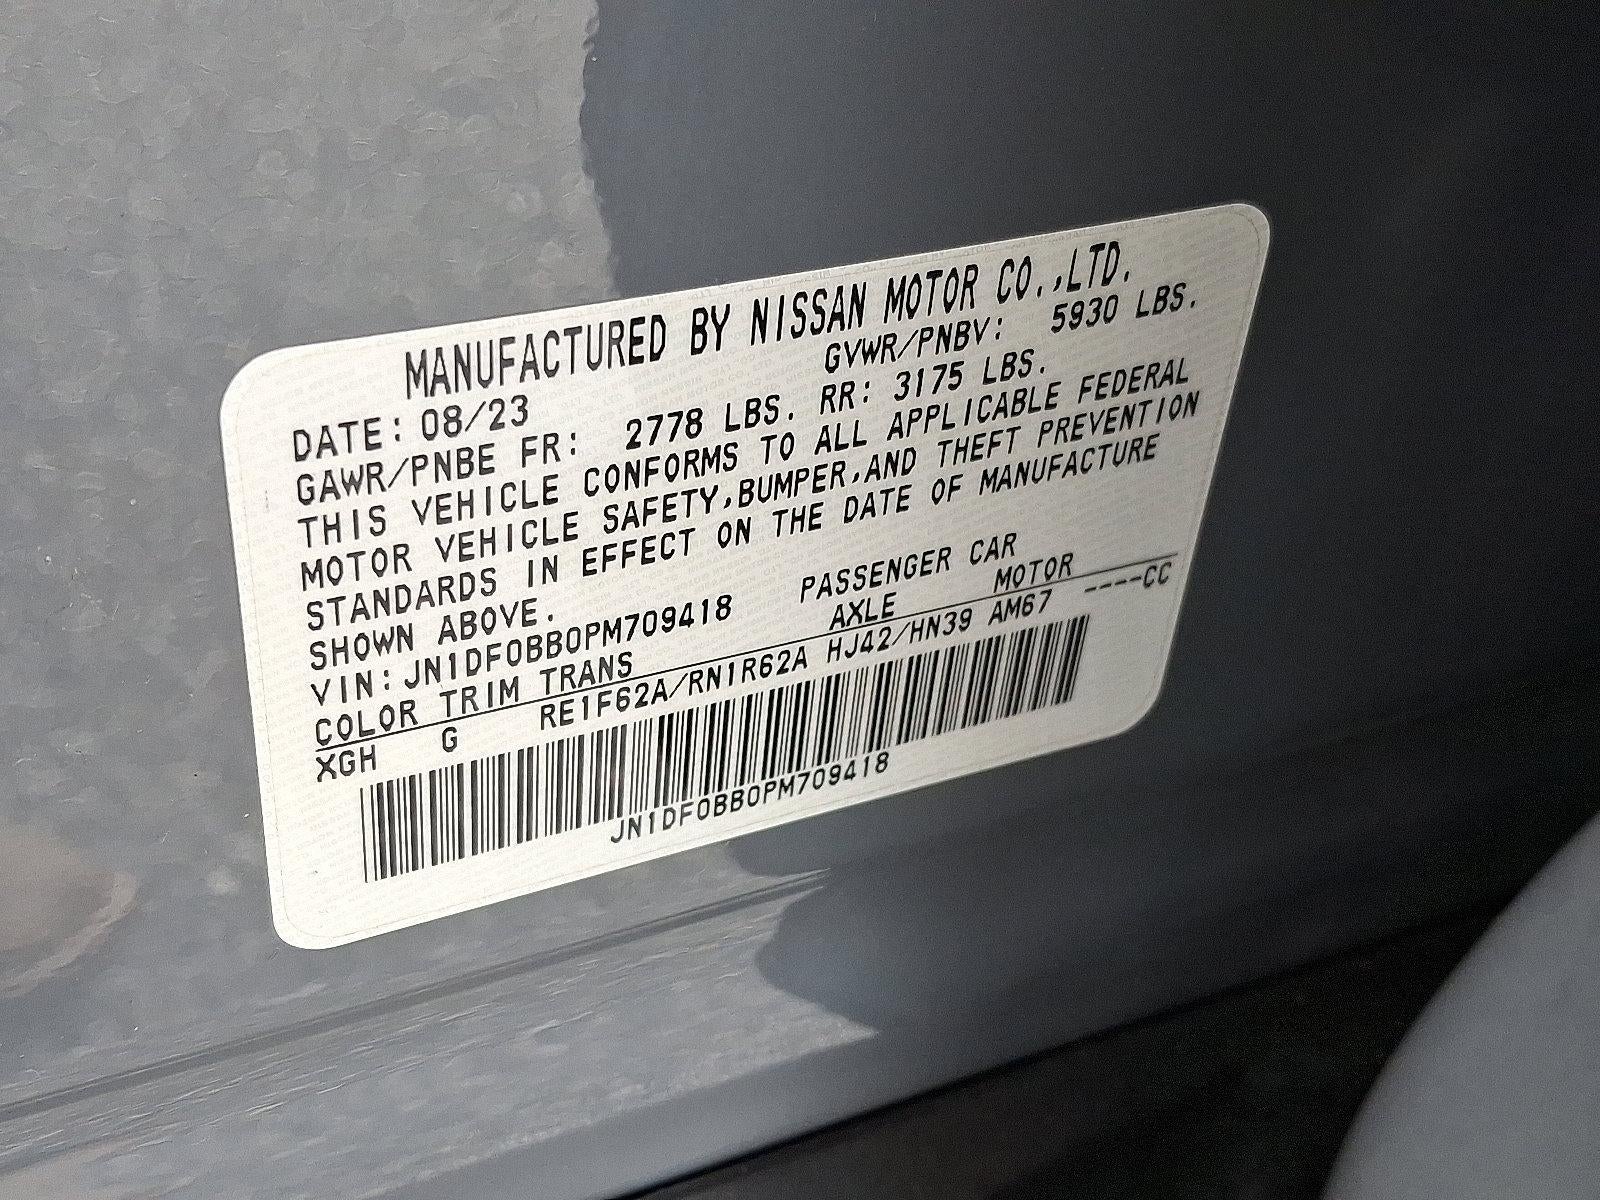 MANUFACTURED BY NISSAN MOTOR CO.,LTD.
DATE: 08/23 GVWR/PNBV: 5930 LBS.
GAWR/PNBE FR: 2778 LBS. RR: 3175 LBS.
THIS VEHICLE CONFORMS TO ALL APPLICABLE FEDERAL
MOTOR VEHICLE SAFETY,BUMPER,AND THEFT PREVENTION
STANDARDS IN EFFECT ON THE DATE OF MANUFACTURE
SHOWN ABOVE.
VIN: JN1DF0BB0PM709418 PASSENGER CAR
COLOR TRIM TRANS AXLE MOTOR
XGH G RE1F62A/RN1R62A HJ42/HN39 AM67 ----CC
JN1DF0BB0PM709418